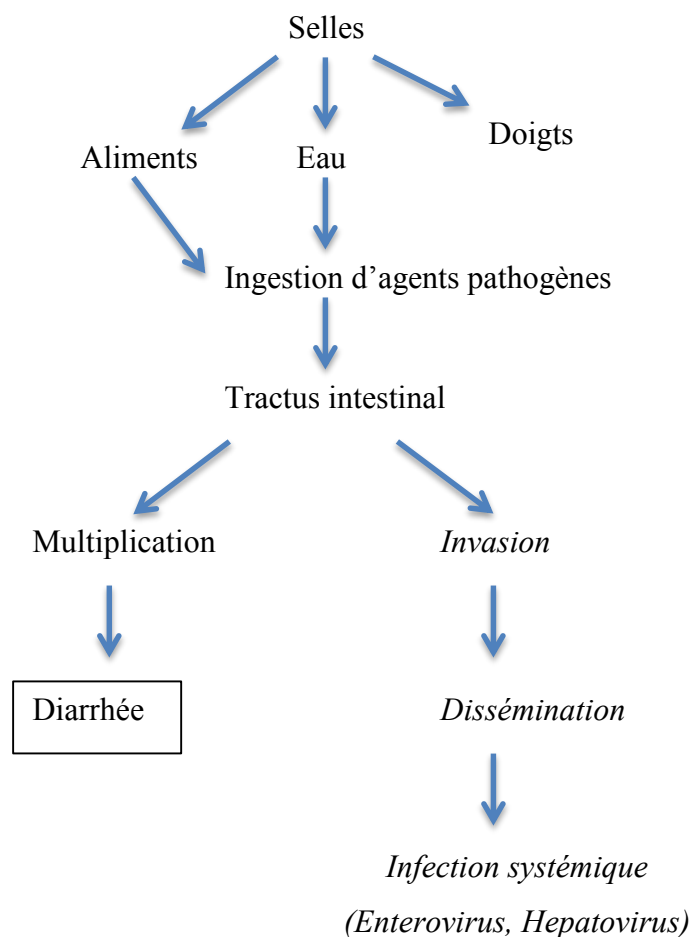 Selles
Doigts
Aliments
Eau
Ingestion d’agents pathogènes
Tractus intestinal
Multiplication
Invasion
Diarrhée
Dissémination
Infection systémique
(Enterovirus, Hepatovirus)